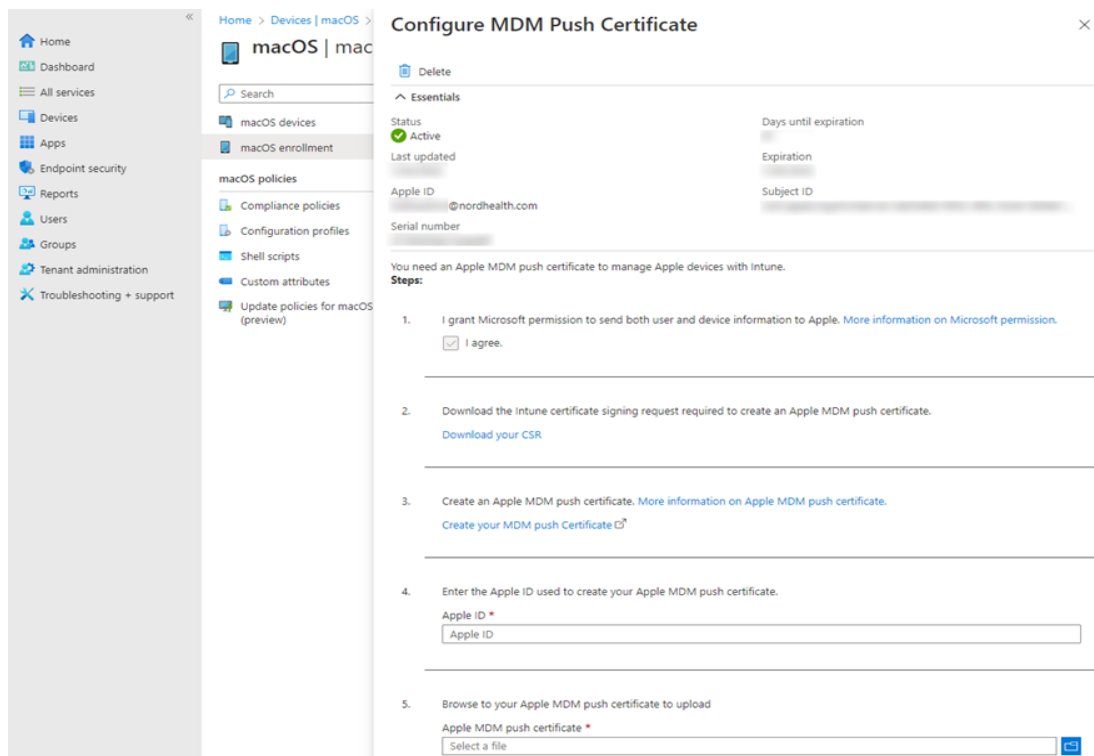 «
Home
Dashboard
All services
Devices
Apps
Endpoint security
Reports
Users
Groups
Tenant administration
Troubleshooting + support
Home > Devices | macOS >
macOS | mac
Search
macOS devices
macOS enrollment
macOS policies
Compliance policies
Configuration profiles
Shell scripts
Custom attributes
Update policies for macOS
(preview)
Configure MDM Push Certificate
Delete
Essentials
Status
Active
Days until expiration
Last updated
Expiration
Apple ID
@nordhealth.com
Subject ID
Serial number
You need an Apple MDM push certificate to manage Apple devices with Intune.
Steps:
1. I grant Microsoft permission to send both user and device information to Apple. More information on Microsoft permission.
I agree.
2. Download the Intune certificate signing request required to create an Apple MDM push certificate.
Download your CSR
3. Create an Apple MDM push certificate. More information on Apple MDM push certificate.
Create your MDM push Certificate
4. Enter the Apple ID used to create your Apple MDM push certificate.
Apple ID *
Apple ID
5. Browse to your Apple MDM push certificate to upload
Apple MDM push certificate *
Select a file